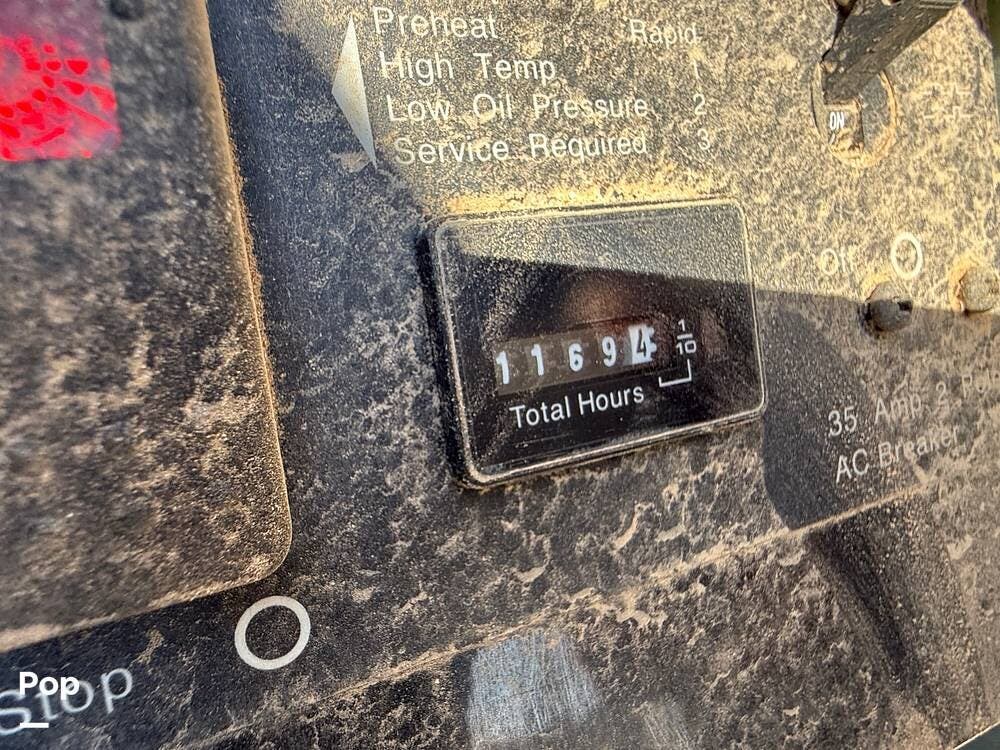 Preheat Rapid
High Temp 1
Low Oil Pressure 2
Service Required 3
ON
Off
11694 1/10
Total Hours
35 Amp 2
AC Breaker
Stop
Pop